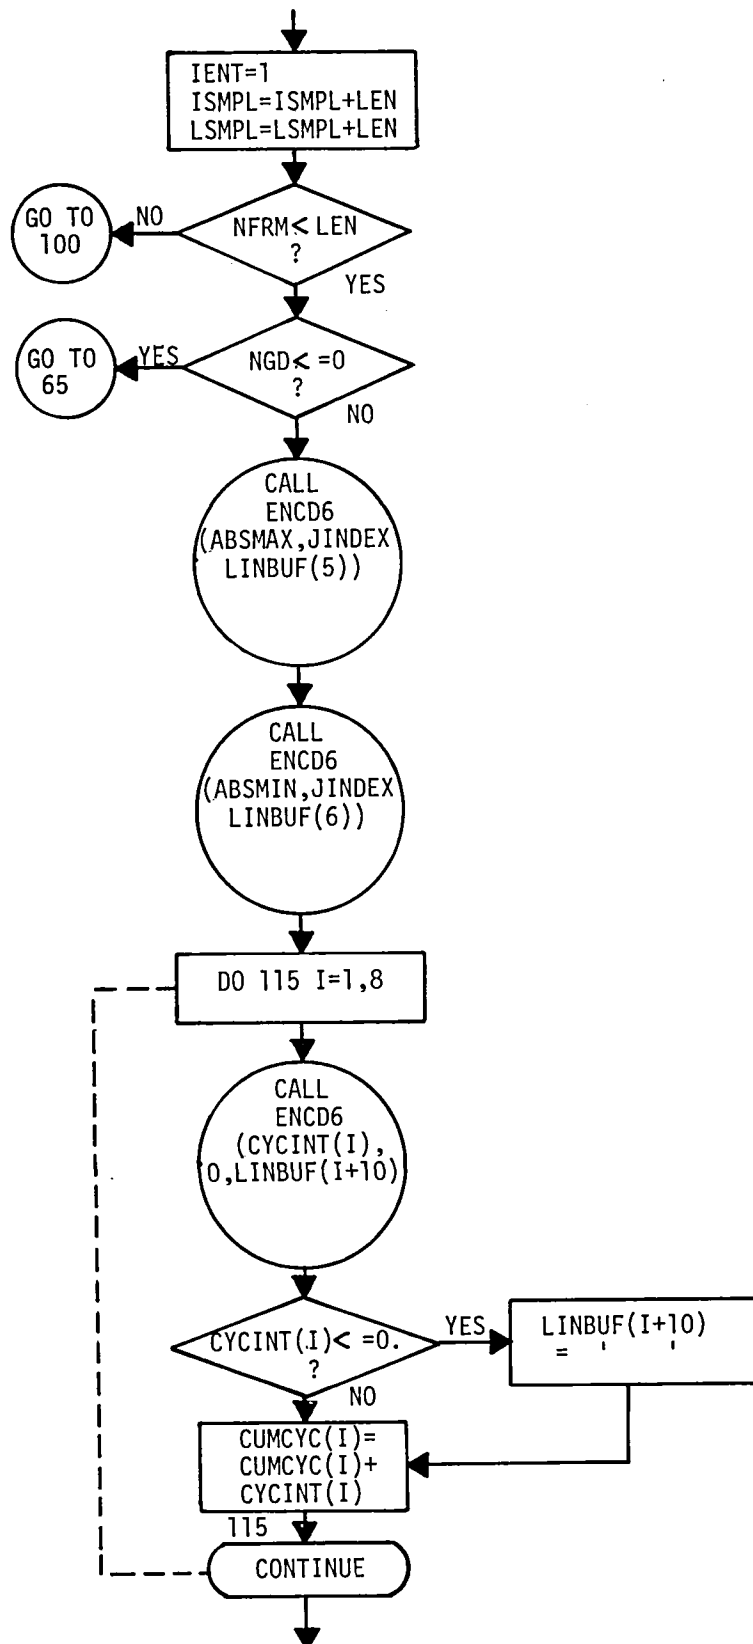 IENT=1
ISMPL=ISMPL+LEN
LSMPL=LSMPL+LEN
GO TO
100
NO
NFRM< LEN
?
YES
GO TO
65
YES
NGD< =0
?
NO
CALL
ENCD6
(ABSMAX,JINDEX
LINBUF(5))
CALL
ENCD6
(ABSMIN,JINDEX
LINBUF(6))
DO 115 I=1,8
CALL
ENCD6
(CYCINT(I),
0,LINBUF(I+10)
CYCINT(I)< =0.
?
YES
LINBUF(I+10)
= ' '
NO
CUMCYC(I)=
CUMCYC(I)+
CYCINT(I)
115
CONTINUE